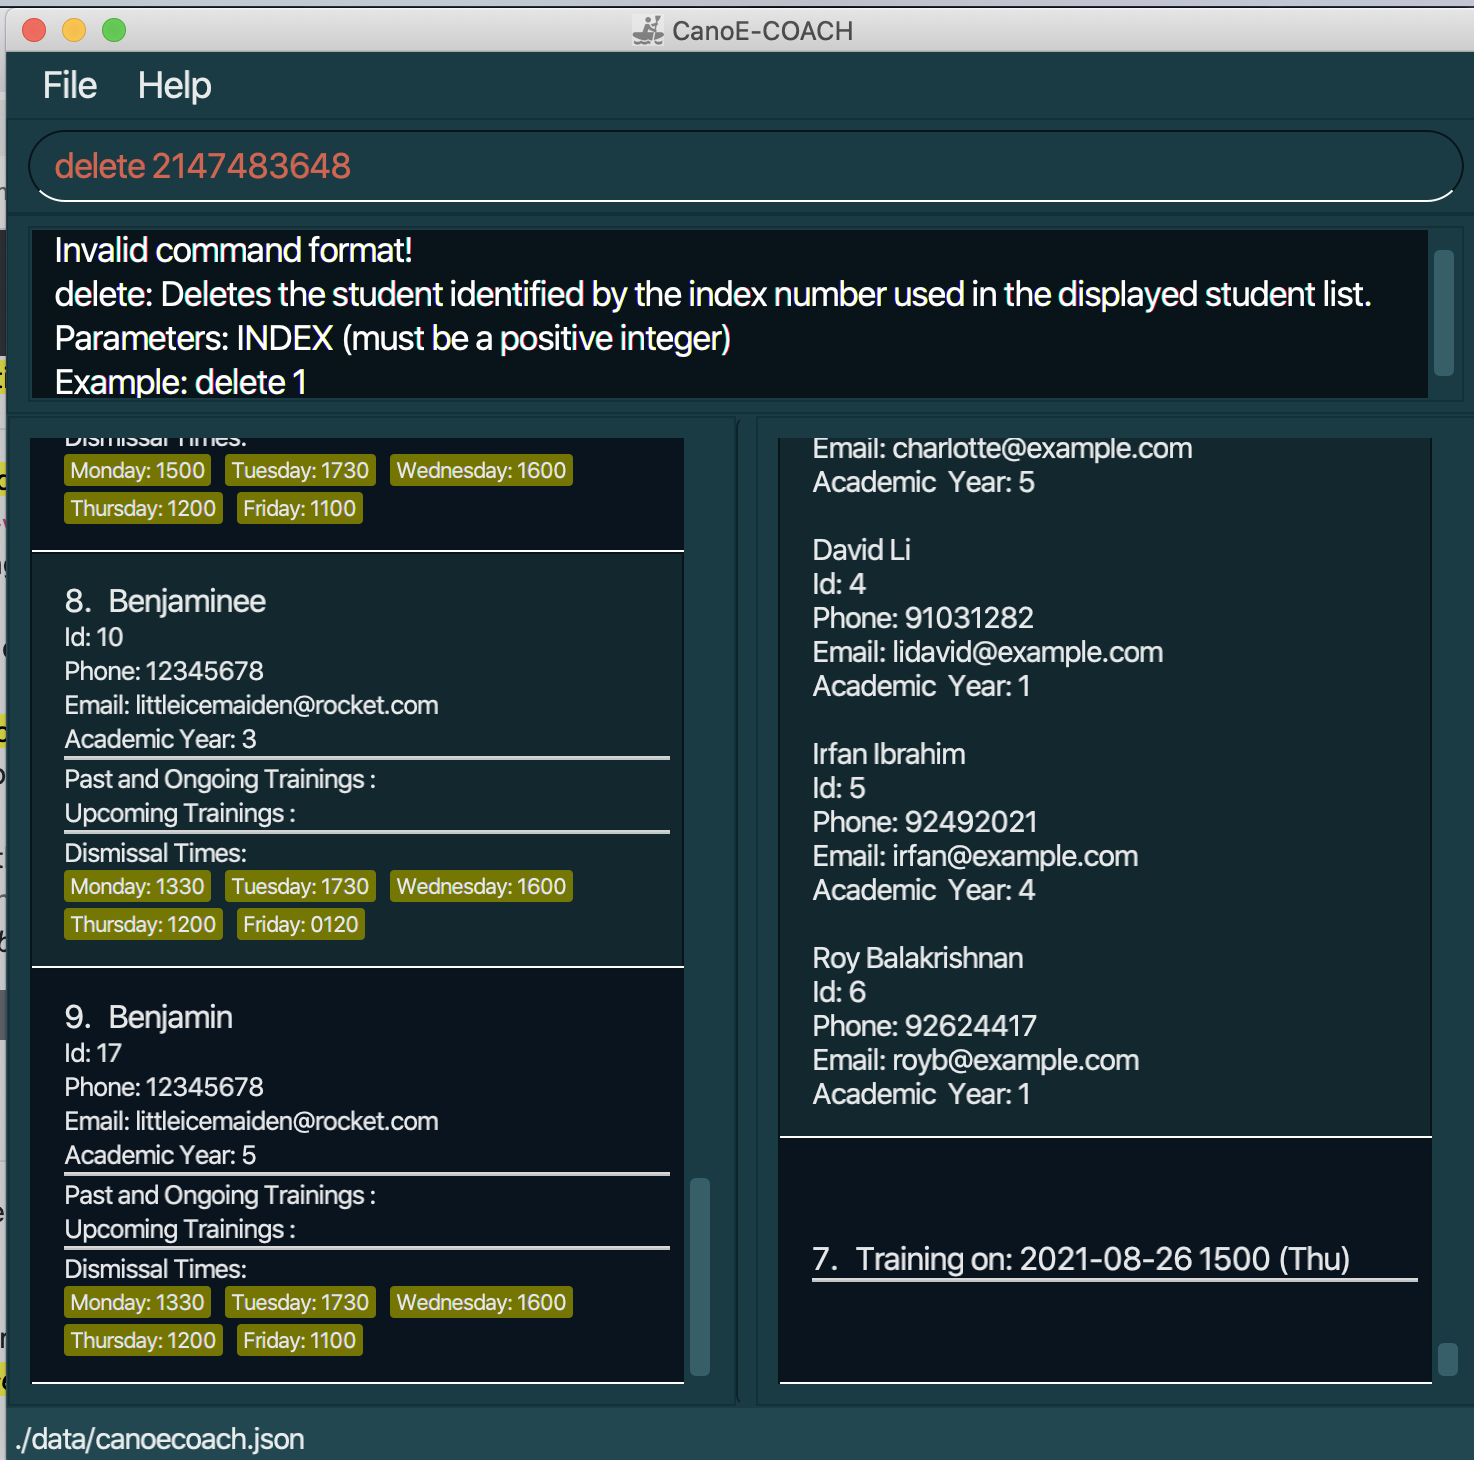 CanoE-COACH
File Help
delete 2147483648
Invalid command format!
delete: Deletes the student identified by the index number used in the displayed student list.
Parameters: INDEX (must be a positive integer)
Example: delete 1
Dismissal Times:
Monday: 1500 Tuesday: 1730 Wednesday: 1600
Thursday: 1200 Friday: 1100
8. Benjaminee
Id: 10
Phone: 12345678
Email: littleicemaiden@rocket.com
Academic Year: 3
Past and Ongoing Trainings :
Upcoming Trainings :
Dismissal Times:
Monday: 1330 Tuesday: 1730 Wednesday: 1600
Thursday: 1200 Friday: 0120
9. Benjamin
Id: 17
Phone: 12345678
Email: littleicemaiden@rocket.com
Academic Year: 5
Past and Ongoing Trainings :
Upcoming Trainings :
Dismissal Times:
Monday: 1330 Tuesday: 1730 Wednesday: 1600
Thursday: 1200 Friday: 1100
Email: charlotte@example.com
Academic Year: 5
David Li
Id: 4
Phone: 91031282
Email: lidavid@example.com
Academic Year: 1
Irfan Ibrahim
Id: 5
Phone: 92492021
Email: irfan@example.com
Academic Year: 4
Roy Balakrishnan
Id: 6
Phone: 92624417
Email: royb@example.com
Academic Year: 1
7. Training on: 2021-08-26 1500 (Thu)
./data/canoecoach.json